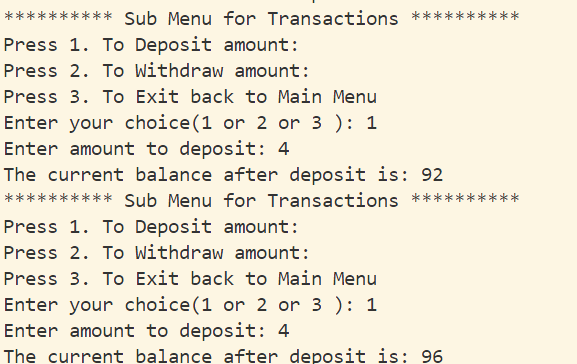 ********** Sub Menu for Transactions **********
Press 1. To Deposit amount:
Press 2. To Withdraw amount:
Press 3. To Exit back to Main Menu
Enter your choice(1 or 2 or 3 ): 1
Enter amount to deposit: 4
The current balance after deposit is: 92
********** Sub Menu for Transactions **********
Press 1. To Deposit amount:
Press 2. To Withdraw amount:
Press 3. To Exit back to Main Menu
Enter your choice(1 or 2 or 3 ): 1
Enter amount to deposit: 4
The current balance after deposit is: 96